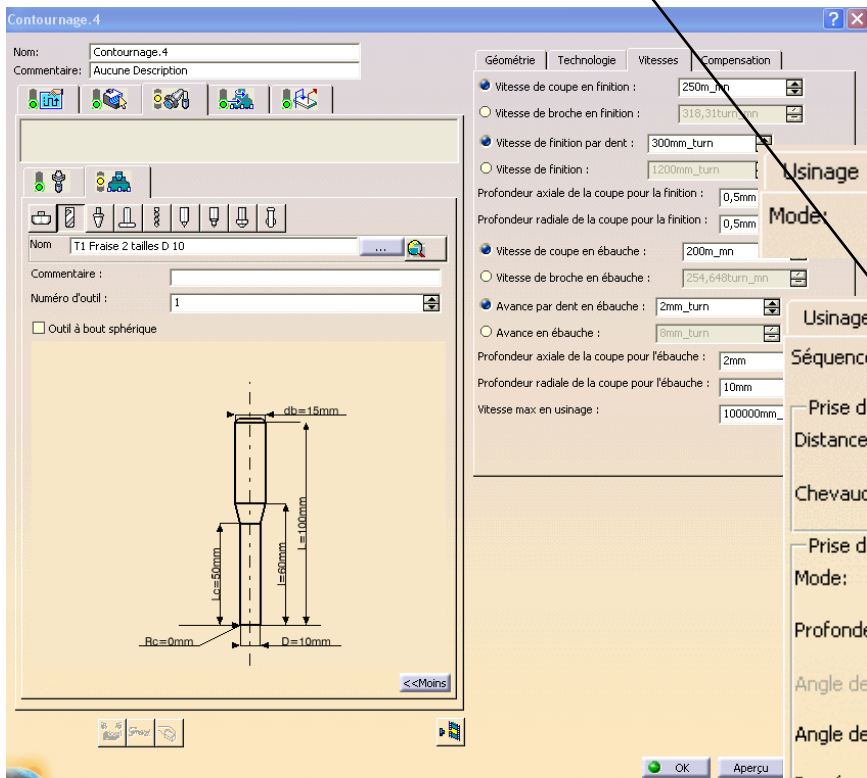 Contournage.4
Nom: Contournage.4
Commentaire: Aucune Description
Nom T1 Fraise 2 tailles D 10 ...
Commentaire :
Numéro d'outil : 1
Outil à bout sphérique
db=15mm
L=100mm
Lc=50mm
l=60mm
Rc=0mm
D=10mm
<<Moins
Géométrie Technologie Vitesses Compensation
Vitesse de coupe en finition : 250m_mn
Vitesse de broche en finition : 318,31turn_mn
Vitesse de finition par dent : 300mm_turn
Vitesse de finition : 1200mm_turn
Profondeur axiale de la coupe pour la finition : 0,5mm
Profondeur radiale de la coupe pour la finition : 0,5mm
Vitesse de coupe en ébauche : 200m_mn
Vitesse de broche en ébauche : 254,648turn_mn
Avance par dent en ébauche : 2mm_turn
Avance en ébauche : 8mm_turn
Profondeur axiale de la coupe pour l'ébauche : 2mm
Profondeur radiale de la coupe pour l'ébauche : 10mm
Vitesse max en usinage : 100000mm_
Usinage
Mode:
Usinage
Séquence
Prise d
Distance
Chevauc
Prise d
Mode:
Profonde
Angle de
Angle de
OK Aperçu